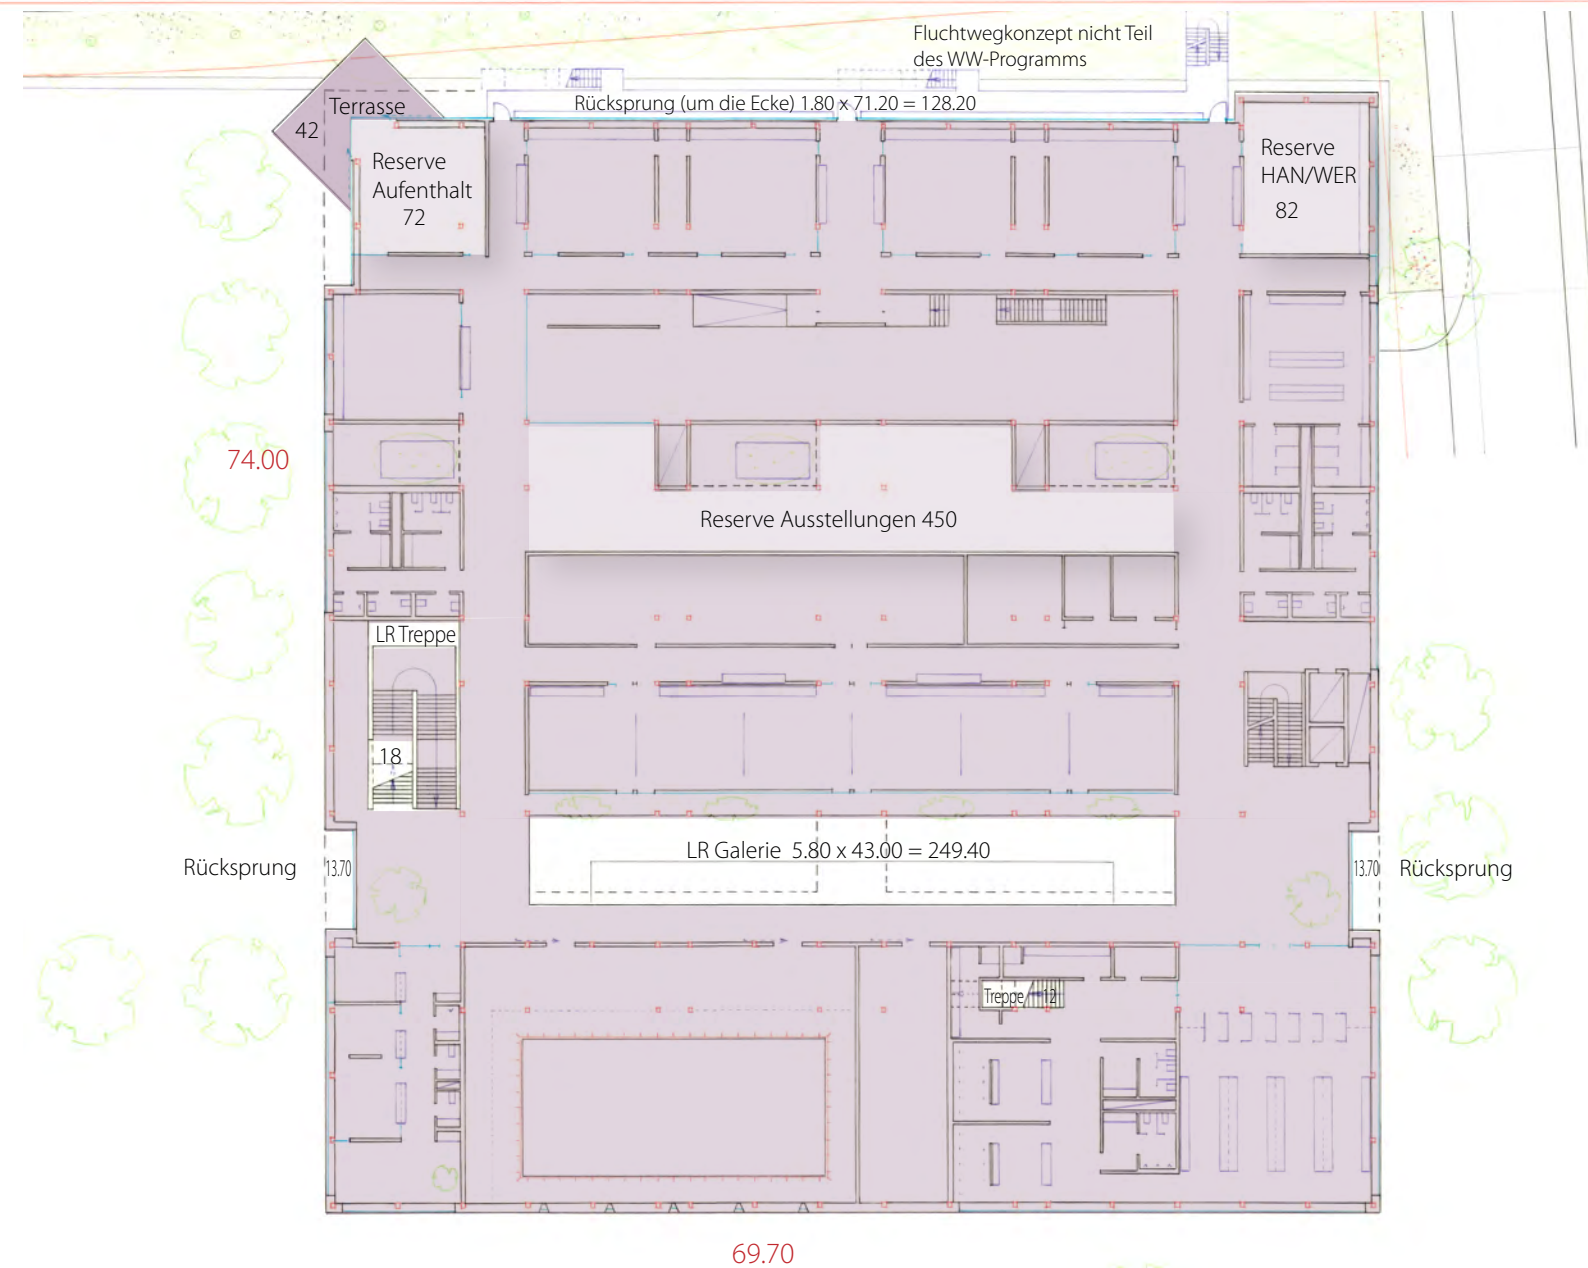 Fluchtwegkonzept nicht Teil
des WW-Programms
Rücksprung (um die Ecke) 1.80 x 71.20 = 128.20
Terrasse
42
Reserve
Aufenthalt
72
Reserve
HAN/WER
82
74.00
Reserve Ausstellungen 450
LR Treppe
18
LR Galerie  5.80 x 43.00 = 249.40
Rücksprung
13.70
13.70
Rücksprung
Treppe
12
69.70